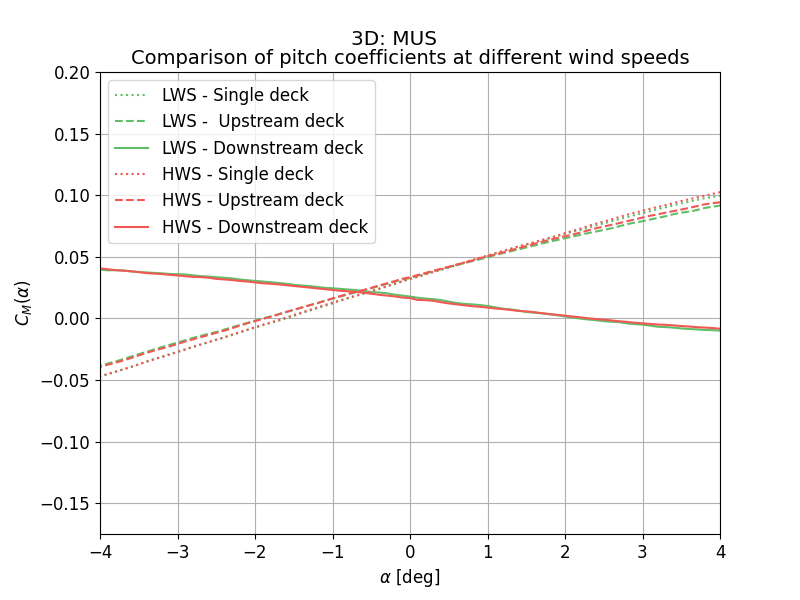 3D: MUS
Comparison of pitch coefficients at different wind speeds
0.20
0.15
0.10
0.05
0.00
−0.05
−0.10
−0.15
C_M(α)
LWS - Single deck
LWS -  Upstream deck
LWS - Downstream deck
HWS - Single deck
HWS - Upstream deck
HWS - Downstream deck
−4 −3 −2 −1 0 1 2 3 4
α [deg]